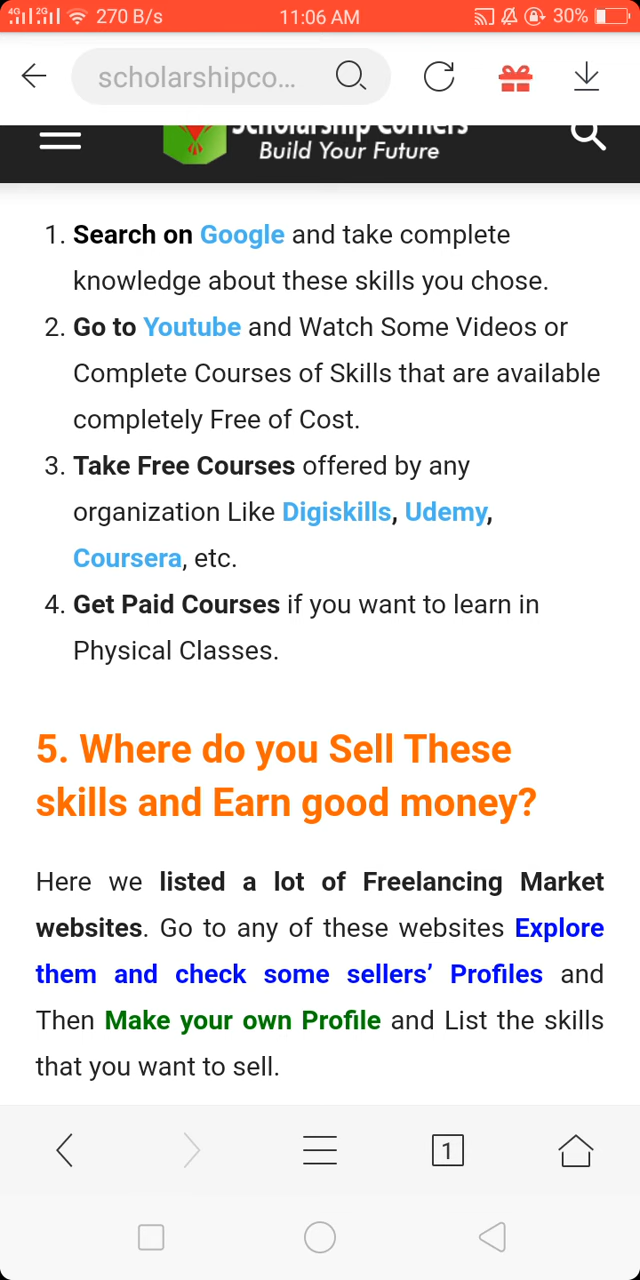 4G 2G 270 B/s 11:06 AM 30%
scholarshipco...
Scholarship Corners
Build Your Future
1. Search on Google and take complete
knowledge about these skills you chose.
2. Go to Youtube and Watch Some Videos or
Complete Courses of Skills that are available
completely Free of Cost.
3. Take Free Courses offered by any
organization Like Digiskills, Udemy,
Coursera, etc.
4. Get Paid Courses if you want to learn in
Physical Classes.
5. Where do you Sell These
skills and Earn good money?
Here we listed a lot of Freelancing Market
websites. Go to any of these websites Explore
them and check some sellers’ Profiles and
Then Make your own Profile and List the skills
that you want to sell.
1